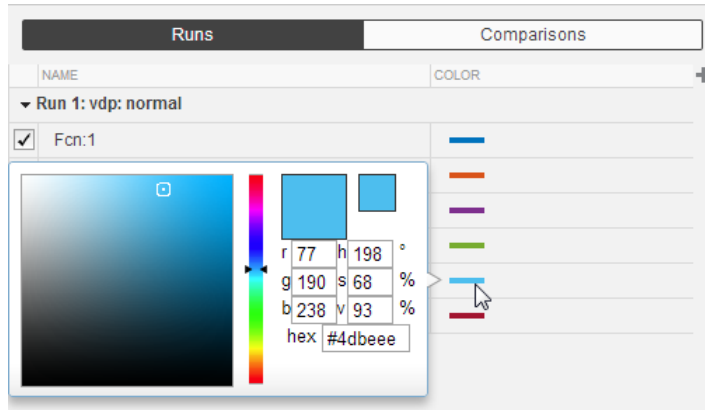 Runs Comparisons
NAME COLOR
Run 1: vdp: normal
Fcn:1
r 77 h 198 °
g 190 s 68 %
b 238 v 93 %
hex #4dbeee